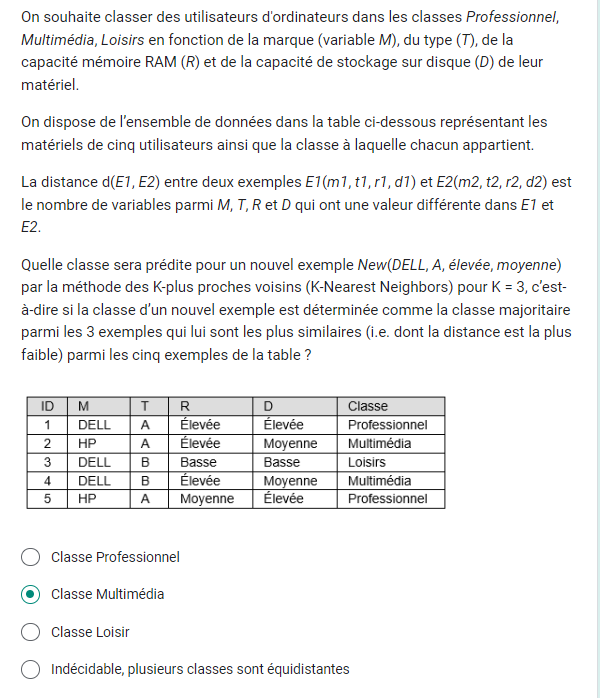 On souhaite classer des utilisateurs d'ordinateurs dans les classes Professionnel,
Multimédia, Loisirs en fonction de la marque (variable M), du type (T), de la
capacité mémoire RAM (R) et de la capacité de stockage sur disque (D) de leur
matériel.
On dispose de l'ensemble de données dans la table ci-dessous représentant les
matériels de cinq utilisateurs ainsi que la classe à laquelle chacun appartient.
La distance d(E1, E2) entre deux exemples E1(m1, t1, r1, d1) et E2(m2, t2, r2, d2) est
le nombre de variables parmi M, T, R et D qui ont une valeur différente dans E1 et
E2.
Quelle classe sera prédite pour un nouvel exemple New(DELL, A, élevée, moyenne)
par la méthode des K-plus proches voisins (K-Nearest Neighbors) pour K = 3, c'est-
à-dire si la classe d'un nouvel exemple est déterminée comme la classe majoritaire
parmi les 3 exemples qui lui sont les plus similaires (i.e. dont la distance est la plus
faible) parmi les cinq exemples de la table ?
ID M T R D Classe
1 DELL A Élevée Élevée Professionnel
2 HP A Élevée Moyenne Multimédia
3 DELL B Basse Basse Loisirs
4 DELL B Élevée Moyenne Multimédia
5 HP A Moyenne Élevée Professionnel
Classe Professionnel
Classe Multimédia
Classe Loisir
Indécidable, plusieurs classes sont équidistantes